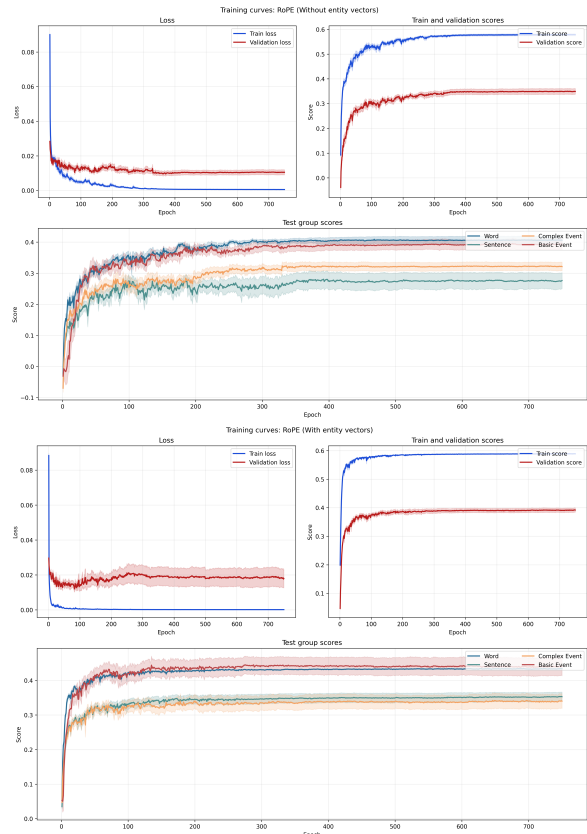 Training curves: RoPE (Without entity vectors)
Loss
Train and validation scores
Train loss
Validation loss
Train score
Validation score
0.08
0.06
0.04
0.02
0.00
Loss
0 100 200 300 400 500 600 700
Epoch
0.6
0.5
0.4
0.3
0.2
0.1
0.0
Score
0 100 200 300 400 500 600 700
Epoch
Test group scores
Word
Sentence
Complex Event
Basic Event
0.4
0.3
0.2
0.1
0.0
−0.1
Score
0 100 200 300 400 500 600 700
Epoch
Training curves: RoPE (With entity vectors)
Loss
Train and validation scores
Train loss
Validation loss
Train score
Validation score
0.08
0.06
0.04
0.02
0.00
Loss
0 100 200 300 400 500 600 700
Epoch
0.6
0.5
0.4
0.3
0.2
0.1
Score
0 100 200 300 400 500 600 700
Epoch
Test group scores
Word
Sentence
Complex Event
Basic Event
0.4
0.3
0.2
0.1
0.0
Score
0 100 200 300 400 500 600 700